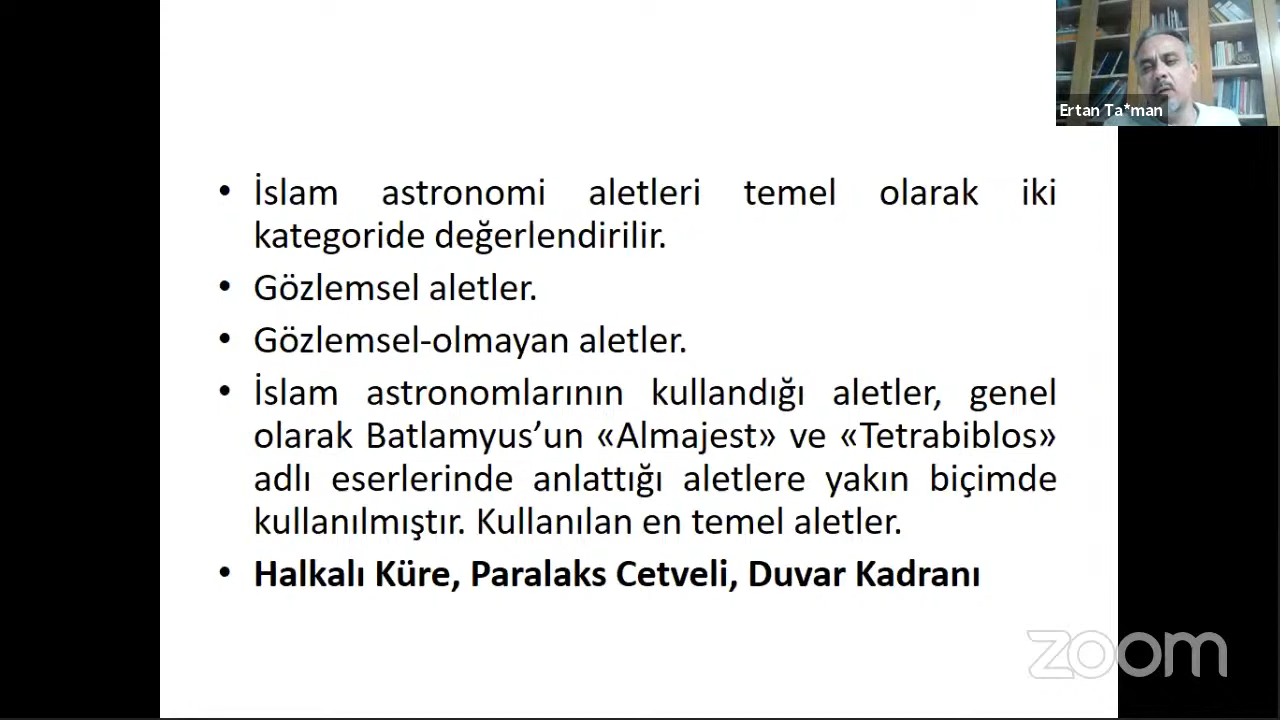 Ertan Ta*man
• İslam astronomi aletleri temel olarak iki
kategoride değerlendirilir.
• Gözlemsel aletler.
• Gözlemsel-olmayan aletler.
• İslam astronomlarının kullandığı aletler, genel
olarak Batlamyus’un «Almajest» ve «Tetrabiblos»
adlı eserlerinde anlattığı aletlere yakın biçimde
kullanılmıştır. Kullanılan en temel aletler.
• Halkalı Küre, Paralaks Cetveli, Duvar Kadranı
zoom